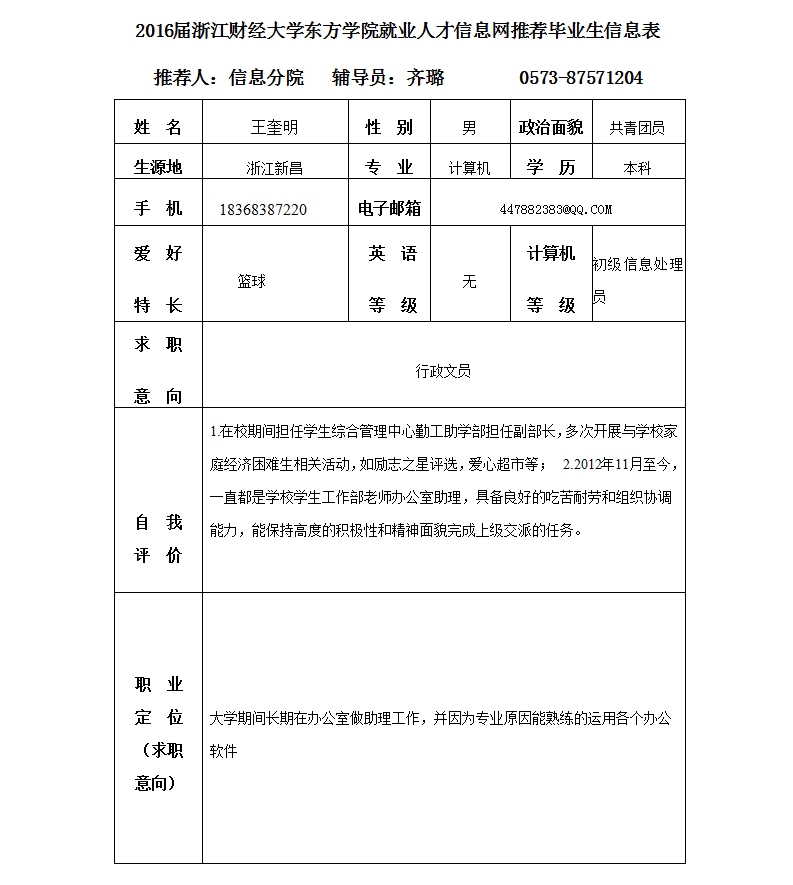 2016届浙江财经大学东方学院就业人才信息网推荐毕业生信息表
推荐人：信息分院 辅导员：齐璐 0573-87571204
姓 名 王奎明 性 别 男 政治面貌 共青团员
生源地 浙江新昌 专 业 计算机 学 历 本科
手 机 18368387220 电子邮箱 447882383@QQ.COM
爱 好 英 语 计算机 初级信息处理
特 长 篮球 等 级 无 等 级 员
求 职
意 向 行政文员
1.在校期间担任学生综合管理中心勤工助学部担任副部长，多次开展与学校家
庭经济困难生相关活动，如励志之星评选，爱心超市等； 2.2012年11月至今，
一直都是学校学生工作部老师办公室助理，具备良好的吃苦耐劳和组织协调
能力，能保持高度的积极性和精神面貌完成上级交派的任务。
自 我
评 价
职 业
定 位
（求职
意向）
大学期间长期在办公室做助理工作，并因为专业原因能熟练的运用各个办公
软件